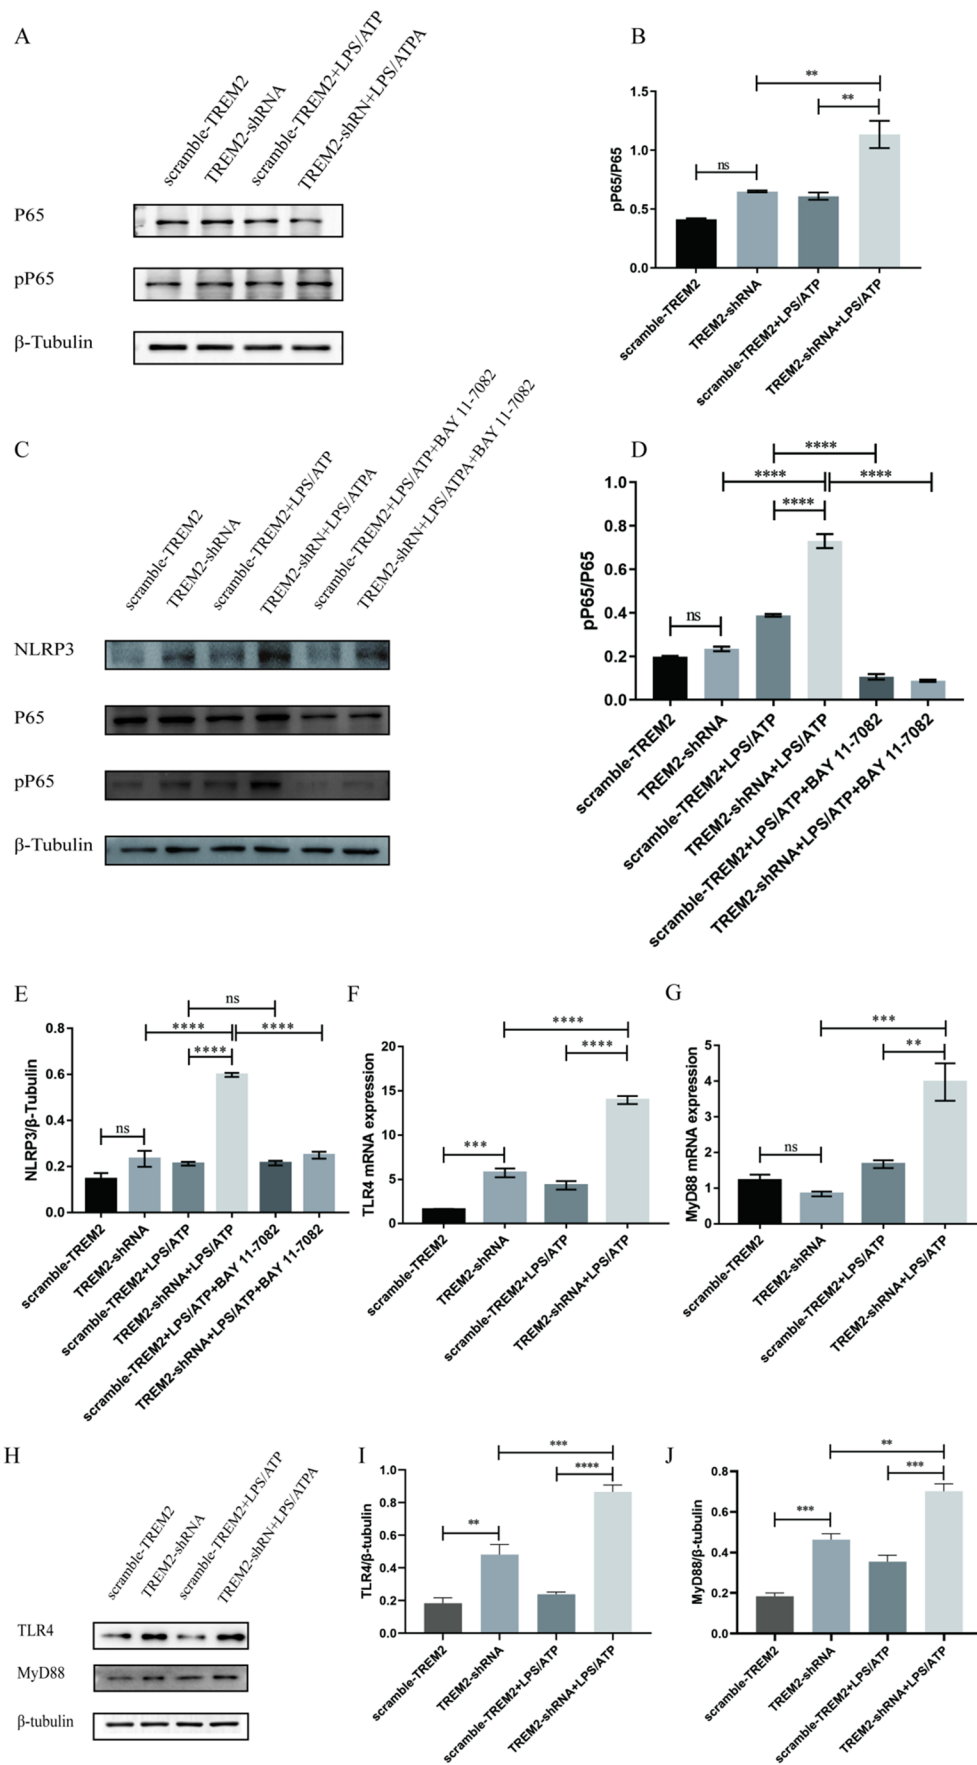 A
scramble-TREM2
TREM2-shRNA
scramble-TREM2+LPS/ATP
TREM2-shRN+LPS/ATPA
P65
pP65
β-Tubulin
B
**
**
ns
pP65/P65
1.5
1.0
0.5
0.0
scramble-TREM2
TREM2-shRNA
scramble-TREM2+LPS/ATP
TREM2-shRNA+LPS/ATP
C
scramble-TREM2
TREM2-shRNA
scramble-TREM2+LPS/ATP
TREM2-shRN+LPS/ATPA
scramble-TREM2+LPS/ATP+BAY 11-7082
TREM2-shRN+LPS/ATPA+BAY 11-7082
NLRP3
P65
pP65
β-Tubulin
D
****
**** ****
****
ns
pP65/P65
1.0
0.8
0.6
0.4
0.2
0.0
scramble-TREM2
TREM2-shRNA
scramble-TREM2+LPS/ATP
TREM2-shRNA+LPS/ATP
scramble-TREM2+LPS/ATP+BAY 11-7082
TREM2-shRNA+LPS/ATP+BAY 11-7082
E
ns
**** ****
****
ns
NLRP3/β-Tubulin
0.8
0.6
0.4
0.2
0.0
scramble-TREM2
TREM2-shRNA
scramble-TREM2+LPS/ATP
TREM2-shRNA+LPS/ATP
scramble-TREM2+LPS/ATP+BAY 11-7082
TREM2-shRNA+LPS/ATP+BAY 11-7082
F
****
****
***
TLR4 mRNA expression
20
15
10
5
0
scramble-TREM2
TREM2-shRNA
scramble-TREM2+LPS/ATP
TREM2-shRNA+LPS/ATP
G
***
**
ns
MyD88 mRNA expression
5
4
3
2
1
0
scramble-TREM2
TREM2-shRNA
scramble-TREM2+LPS/ATP
TREM2-shRNA+LPS/ATP
H
scramble-TREM2
TREM2-shRNA
scramble-TREM2+LPS/ATP
TREM2-shRN+LPS/ATPA
TLR4
MyD88
β-tubulin
I
***
****
**
TLR4/β-tubulin
1.0
0.8
0.6
0.4
0.2
0.0
scramble-TREM2
TREM2-shRNA
scramble-TREM2+LPS/ATP
TREM2-shRNA+LPS/ATP
J
**
***
***
MyD88/β-tubulin
0.8
0.6
0.4
0.2
0.0
scramble-TREM2
TREM2-shRNA
scramble-TREM2+LPS/ATP
TREM2-shRNA+LPS/ATP